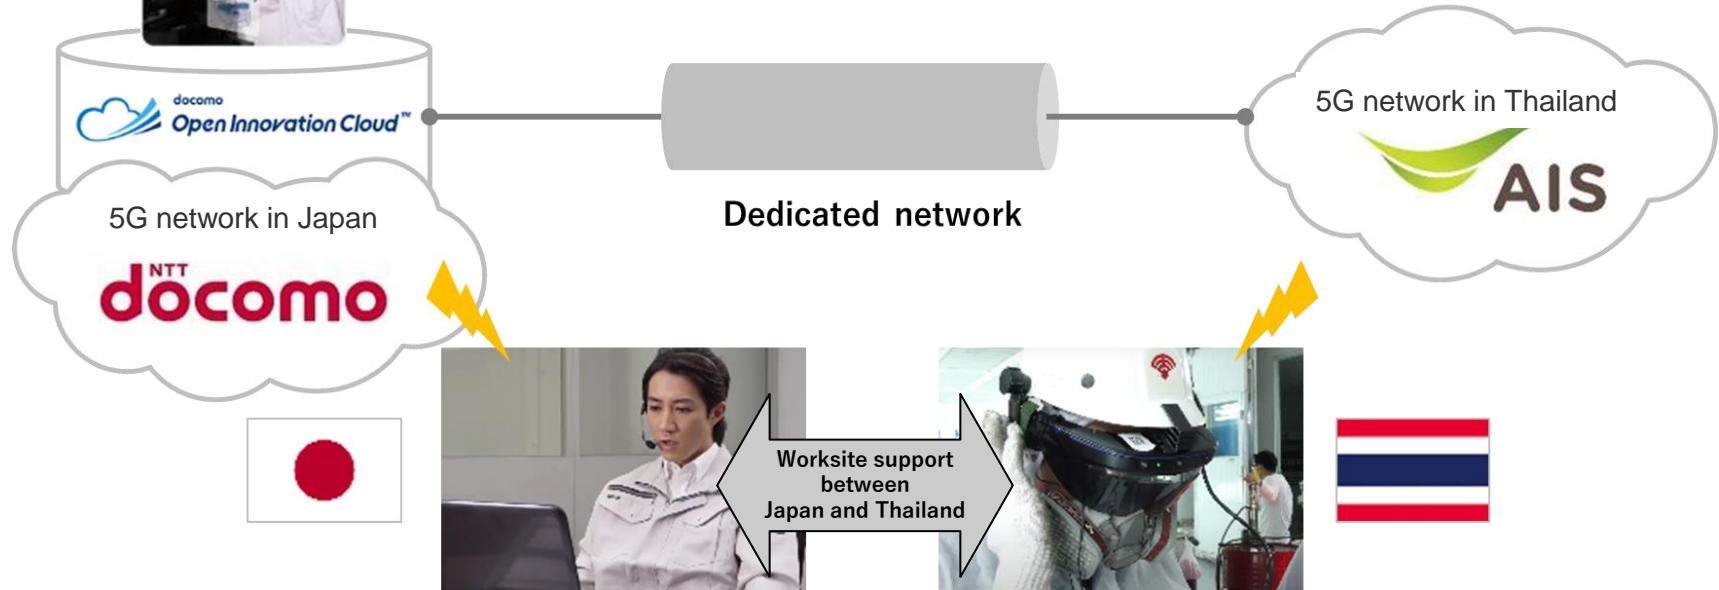 docomo
Open Innovation Cloud™
5G network in Japan
NTT
docomo
Dedicated network
5G network in Thailand
AIS
Worksite support
between
Japan and Thailand